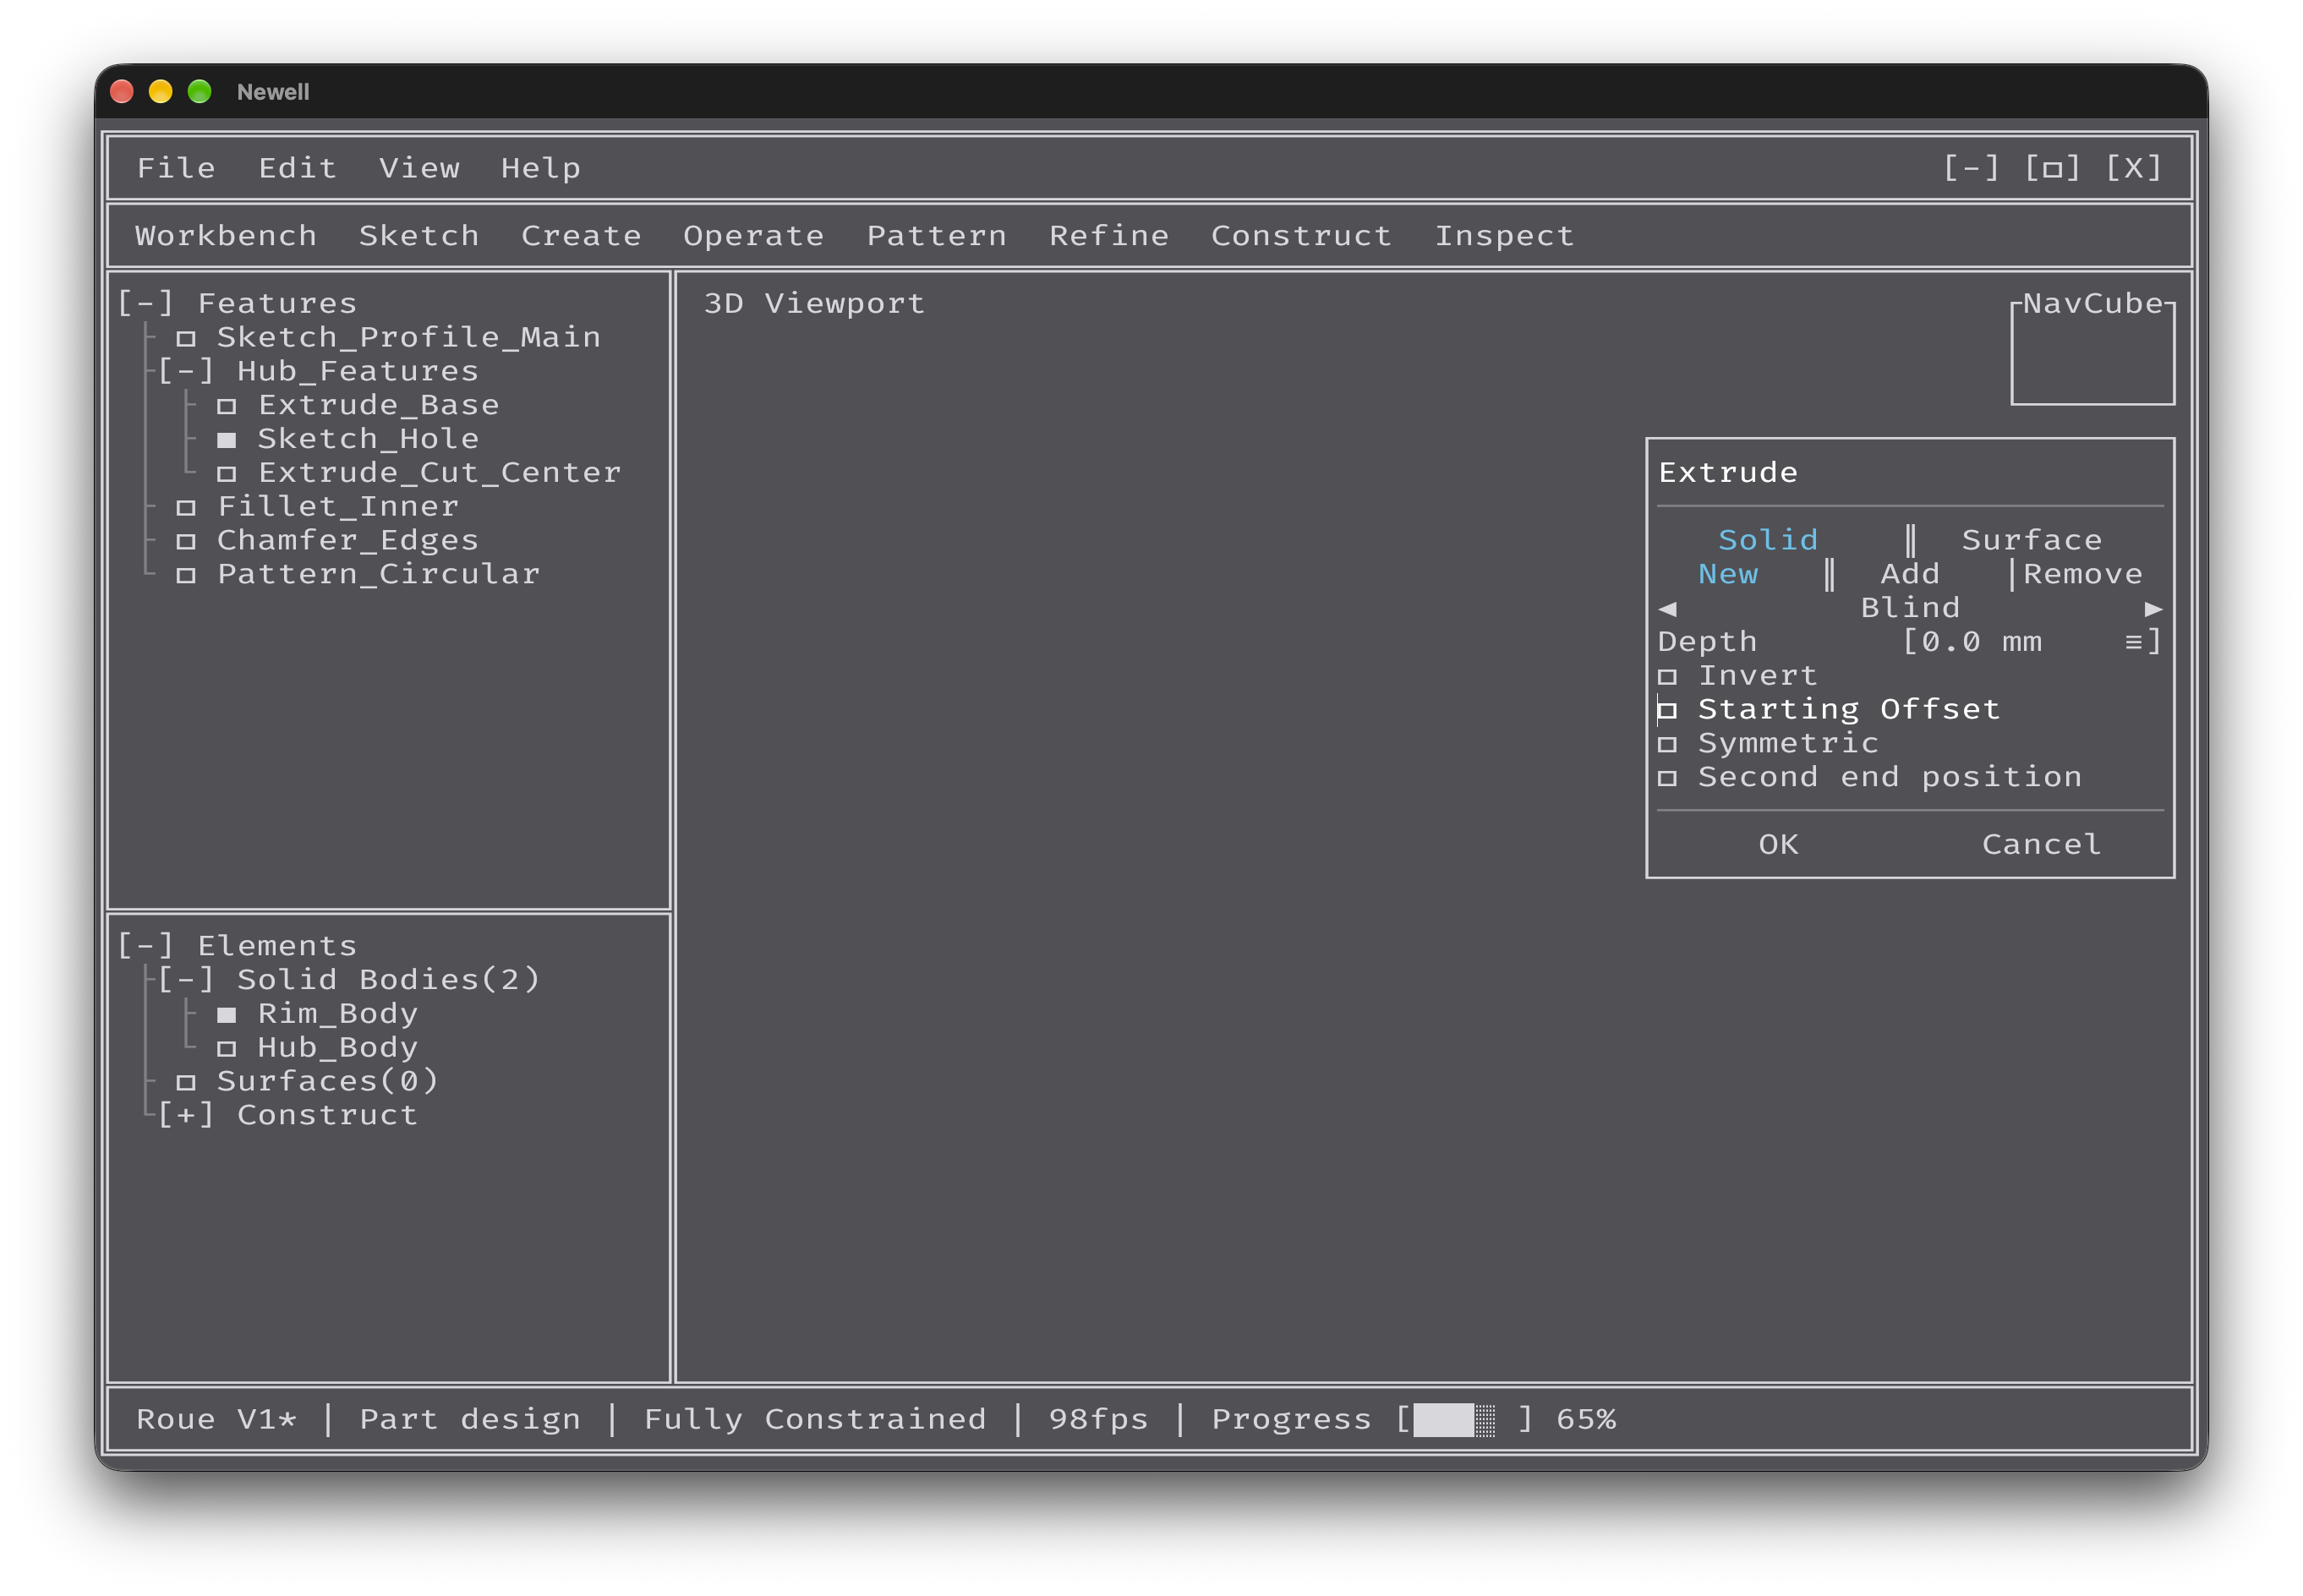 Newell
File Edit View Help [-] [□] [X]
Workbench Sketch Create Operate Pattern Refine Construct Inspect
[-] Features
□ Sketch_Profile_Main
[-] Hub_Features
□ Extrude_Base
■ Sketch_Hole
□ Extrude_Cut_Center
□ Fillet_Inner
□ Chamfer_Edges
□ Pattern_Circular
[-] Elements
[-] Solid Bodies(2)
■ Rim_Body
□ Hub_Body
□ Surfaces(0)
[+] Construct
3D Viewport
NavCube
Extrude
Solid ‖ Surface
New ‖ Add |Remove
◄ Blind ►
Depth [0.0 mm ≡]
□ Invert
□ Starting Offset
□ Symmetric
□ Second end position
OK Cancel
Roue V1* | Part design | Fully Constrained | 98fps | Progress [███▒ ] 65%